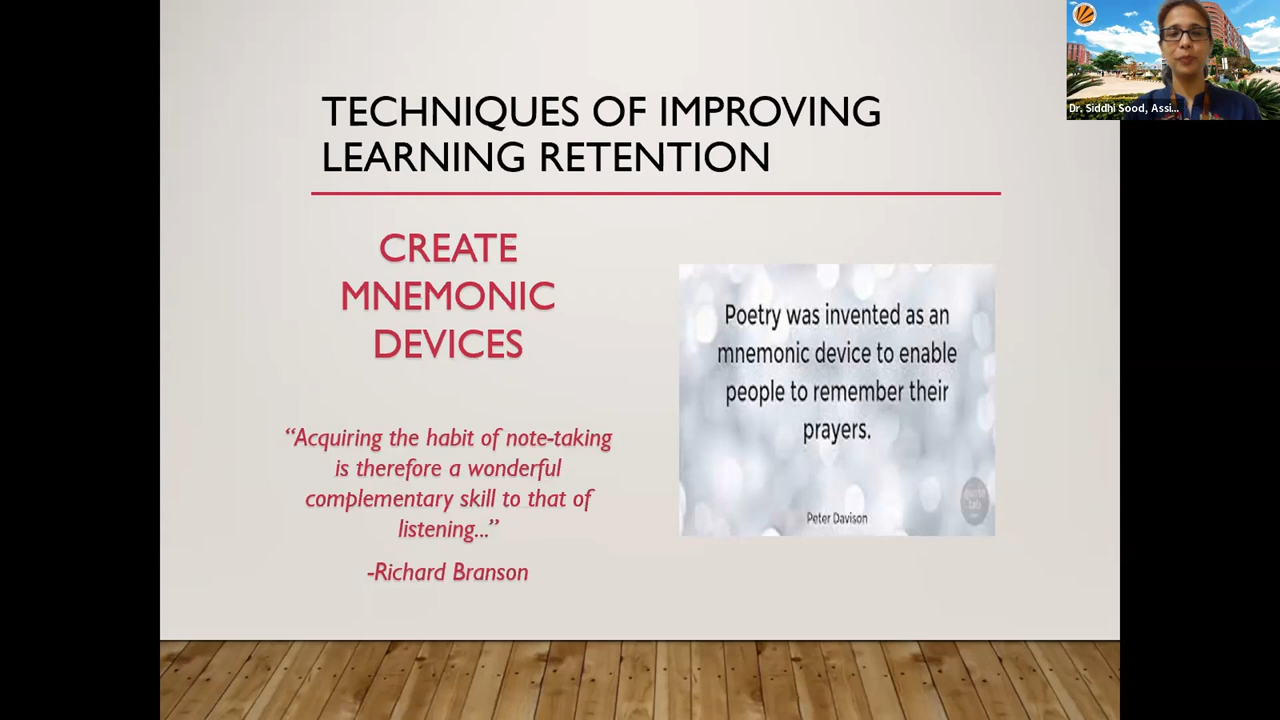 TECHNIQUES OF IMPROVING
LEARNING RETENTION
CREATE
MNEMONIC
DEVICES
“Acquiring the habit of note-taking
is therefore a wonderful
complementary skill to that of
listening...”
-Richard Branson
Poetry was invented as an
mnemonic device to enable
people to remember their
prayers.
Peter Davison
Dr. Siddhi Sood, Assi...